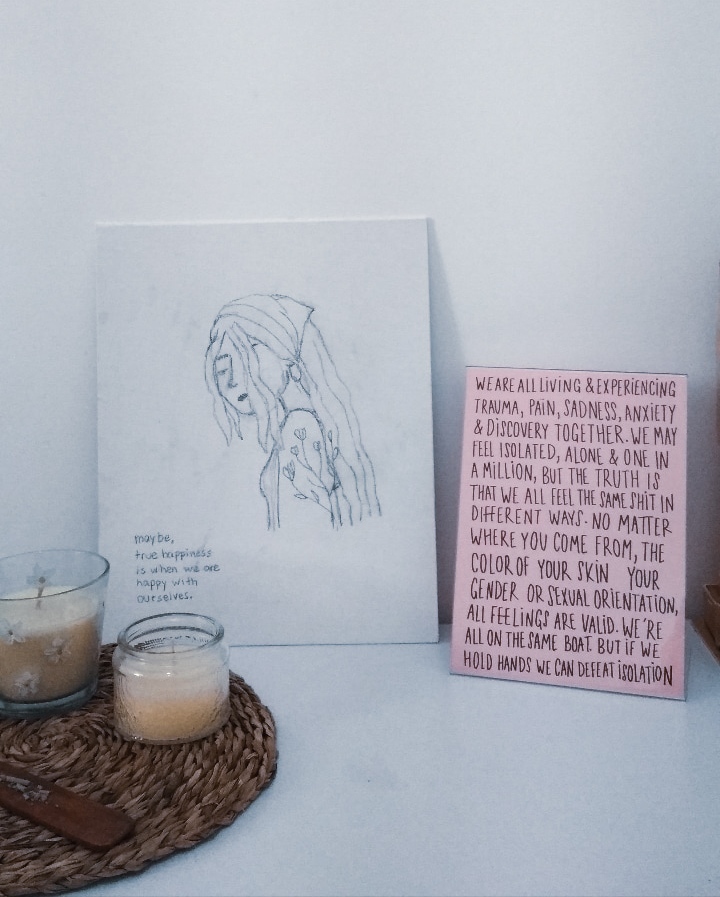 maybe,
true happiness
is when we are
happy with
ourselves.
WE ARE ALL LIVING & EXPERIENCING
TRAUMA, PAIN, SADNESS, ANXIETY
& DISCOVERY TOGETHER. WE MAY
FEEL ISOLATED, ALONE & ONE IN
A MILLION, BUT THE TRUTH IS
THAT WE ALL FEEL THE SAME SHIT IN
DIFFERENT WAYS. NO MATTER
WHERE YOU COME FROM, THE
COLOR OF YOUR SKIN YOUR
GENDER OR SEXUAL ORIENTATION,
ALL FEELINGS ARE VALID. WE'RE
ALL ON THE SAME BOAT. BUT IF WE
HOLD HANDS WE CAN DEFEAT ISOLATION